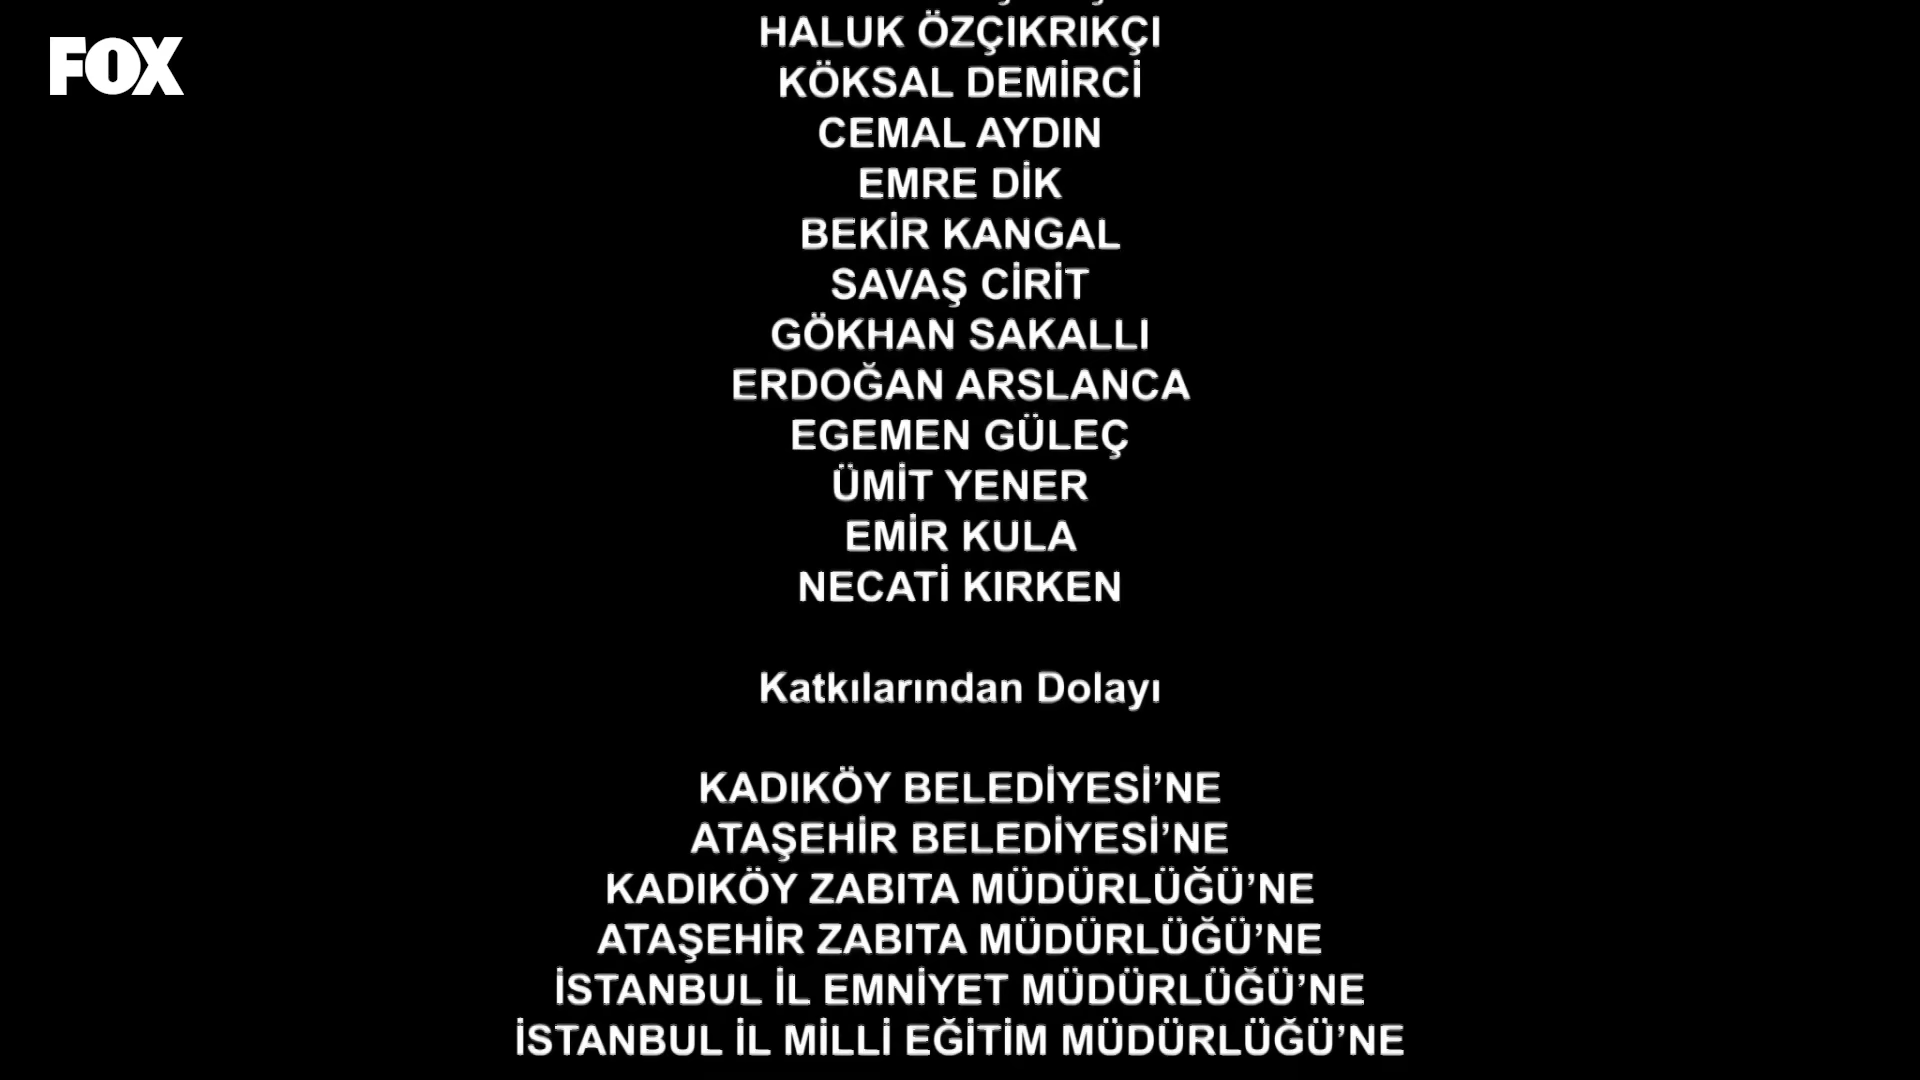 FOX
HALUK ÖZÇIKRIKÇI
KÖKSAL DEMİRCİ
CEMAL AYDIN
EMRE DİK
BEKİR KANGAL
SAVAŞ CİRİT
GÖKHAN SAKALLI
ERDOĞAN ARSLANCA
EGEMEN GÜLEÇ
ÜMİT YENER
EMİR KULA
NECATİ KIRKEN
Katkılarından Dolayı
KADIKÖY BELEDİYESİ’NE
ATAŞEHİR BELEDİYESİ’NE
KADIKÖY ZABITA MÜDÜRLÜĞÜ’NE
ATAŞEHİR ZABITA MÜDÜRLÜĞÜ’NE
İSTANBUL İL EMNİYET MÜDÜRLÜĞÜ’NE
İSTANBUL İL MİLLİ EĞİTİM MÜDÜRLÜĞÜ’NE